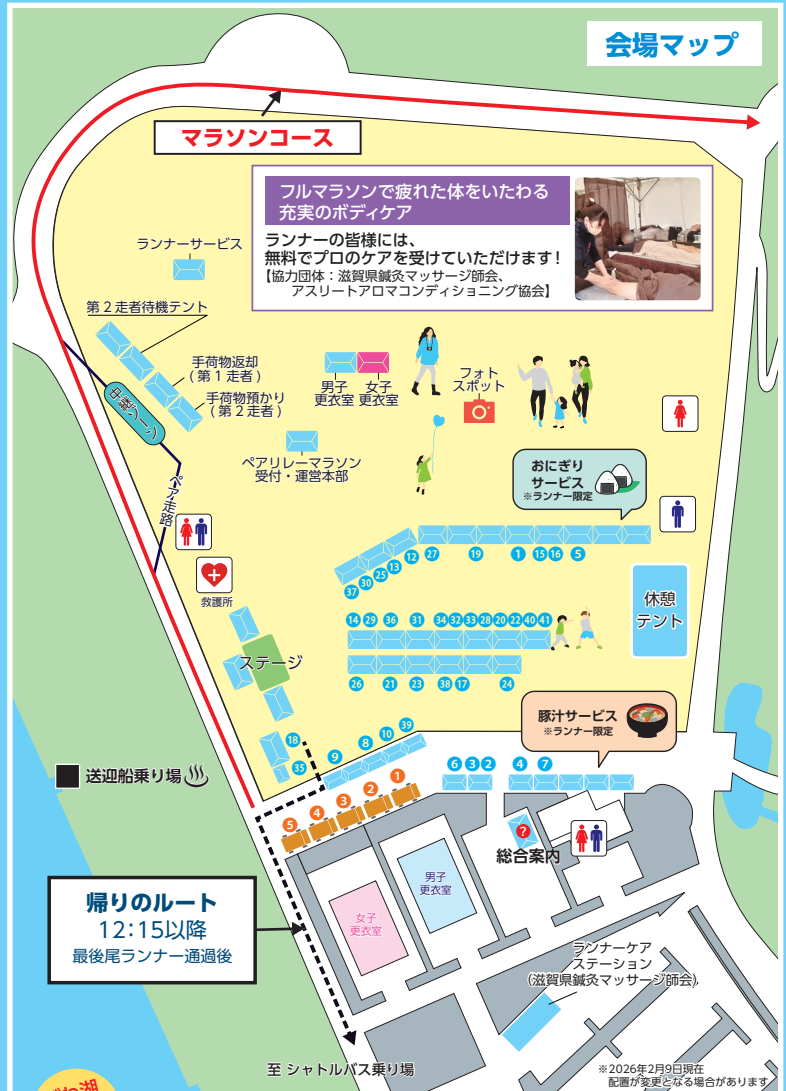 会場マップ
マラソンコース
フルマラソンで疲れた体をいたわる
充実のボディケア
ランナーの皆様には、
無料でプロのケアを受けていただけます!
【協力団体:滋賀県鍼灸マッサージ師会、
アスリートアロマコンディショニング協会】
ランナーサービス
第2走者待機テント
手荷物返却
(第1走者)
手荷物預かり
(第2走者)
中継ゾーン
ペア走路
男子
更衣室
女子
更衣室
フォト
スポット
ペアリレーマラソン
受付・運営本部
おにぎり
サービス
※ランナー限定
救護所
12 27 19 1 15 16 5
37 30 25 13
休憩
テント
14 29 36 31 34 32 33 28 20 22 40 41
26 21 23 38 17 24
ステージ
豚汁サービス
※ランナー限定
18
35
9 8 10 39
6 3 2 4 7
送迎船乗り場
5 4 3 2 1
?
総合案内
男子
更衣室
女子
更衣室
帰りのルート
12:15以降
最後尾ランナー通過後
ランナーケア
ステーション
(滋賀県鍼灸マッサージ師会)
至 シャトルバス乗り場
※2026年2月9日現在
配置が変更となる場合があります
びわ湖